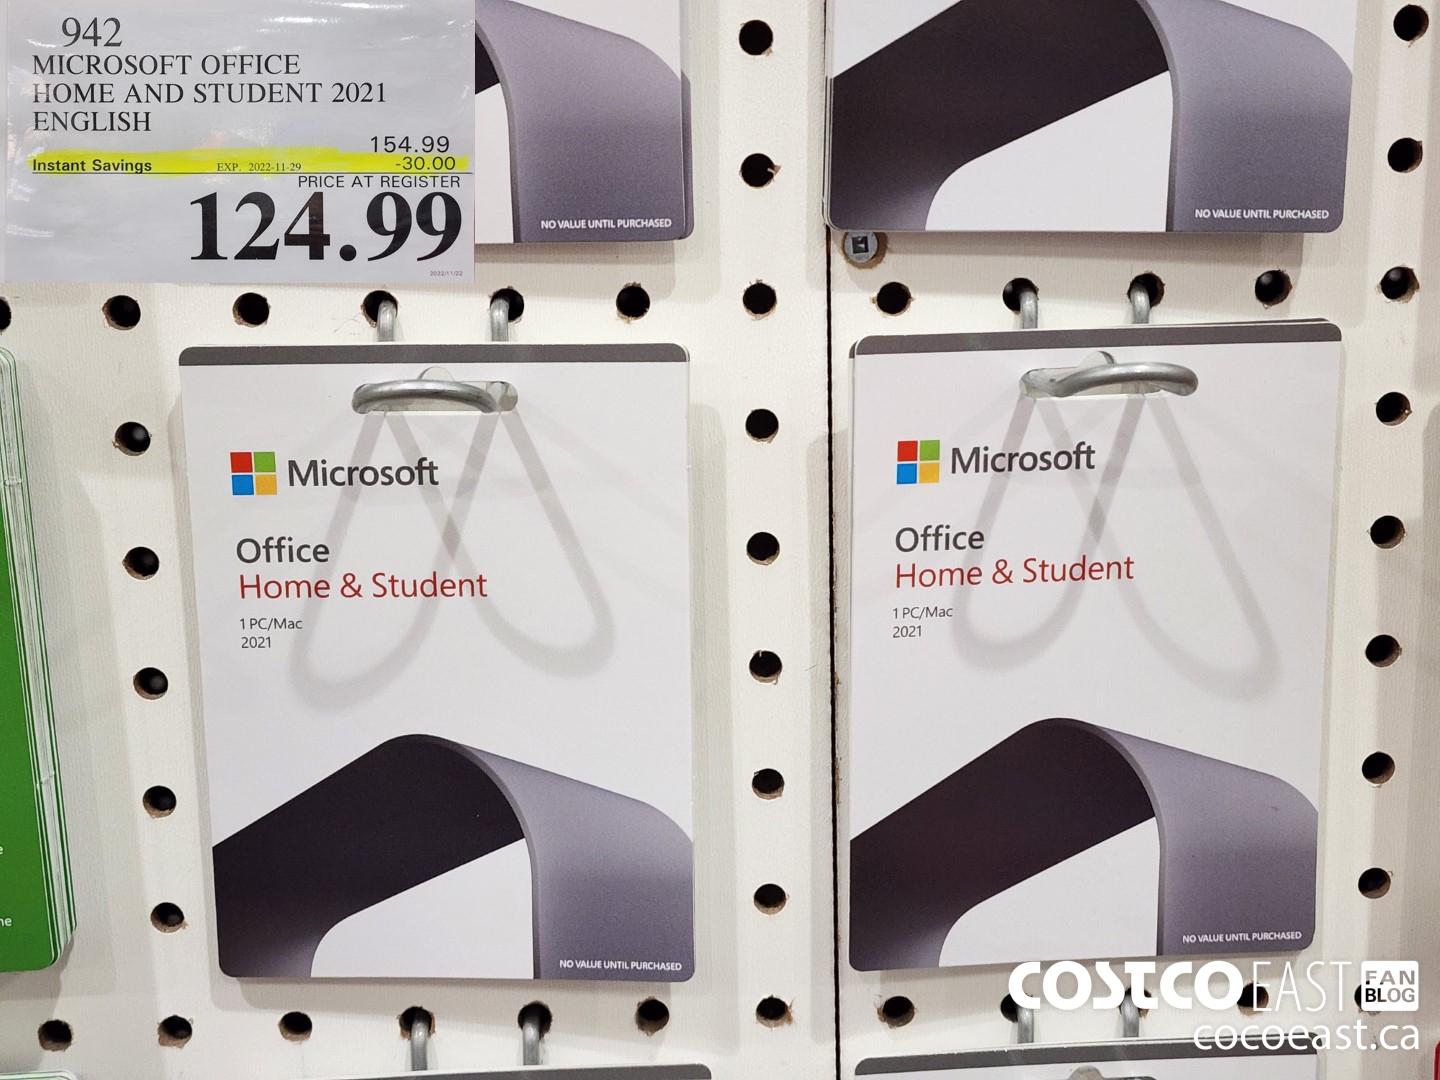 942
MICROSOFT OFFICE
HOME AND STUDENT 2021
ENGLISH
154.99
Instant Savings EXP. 2022-11-29 -30.00
PRICE AT REGISTER
124.99
2022/11/22
NO VALUE UNTIL PURCHASED
NO VALUE UNTIL PURCHASED
Microsoft
Office
Home & Student
1 PC/Mac
2021
NO VALUE UNTIL PURCHASED
Microsoft
Office
Home & Student
1 PC/Mac
2021
NO VALUE UNTIL PURCHASED
COSTCO EAST FAN BLOG
cocoeast.ca